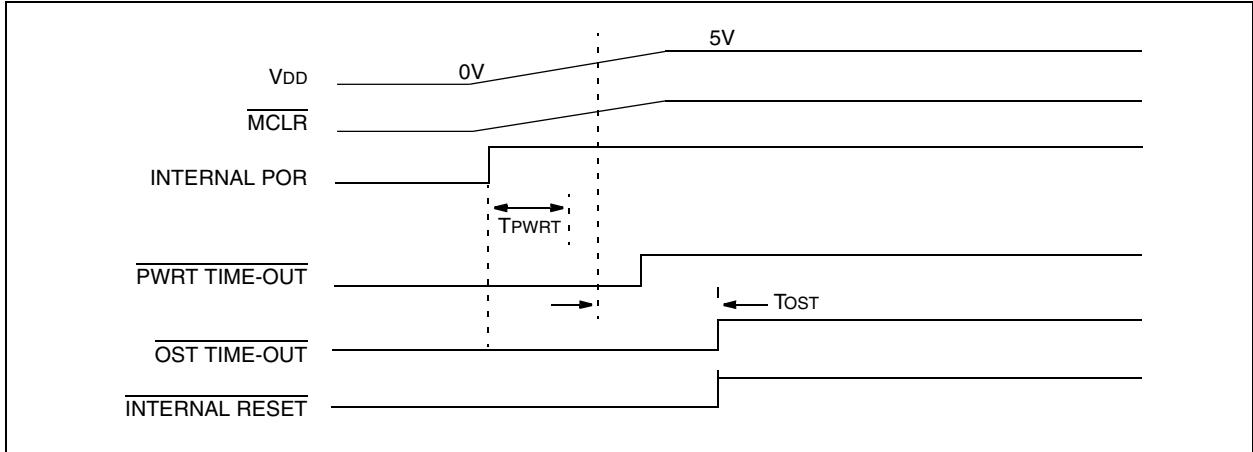 5V
VDD 0V
MCLR
INTERNAL POR
TPWRT
PWRT TIME-OUT
TOST
OST TIME-OUT
INTERNAL RESET